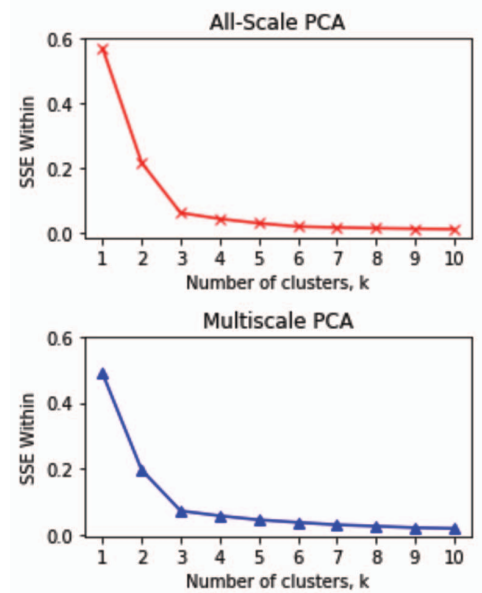 All-Scale PCA
0.6
0.4
0.2
0.0
SSE Within
1 2 3 4 5 6 7 8 9 10
Number of clusters, k
Multiscale PCA
0.6
0.4
0.2
0.0
SSE Within
1 2 3 4 5 6 7 8 9 10
Number of clusters, k